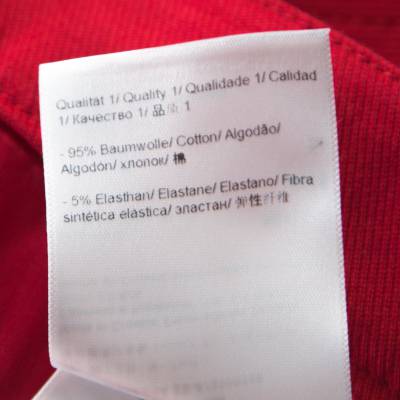 Qualität 1/ Quality 1/ Qualidade 1/ Calidad
1/ Качество 1/ 品质 1
- 95% Baumwolle/ Cotton/ Algodão/
Algodón/ хлопок/ 棉
- 5% Elasthan/ Elastane/ Elastano/ Fibra
sintética elástica/ эластан/ 弹性纤维